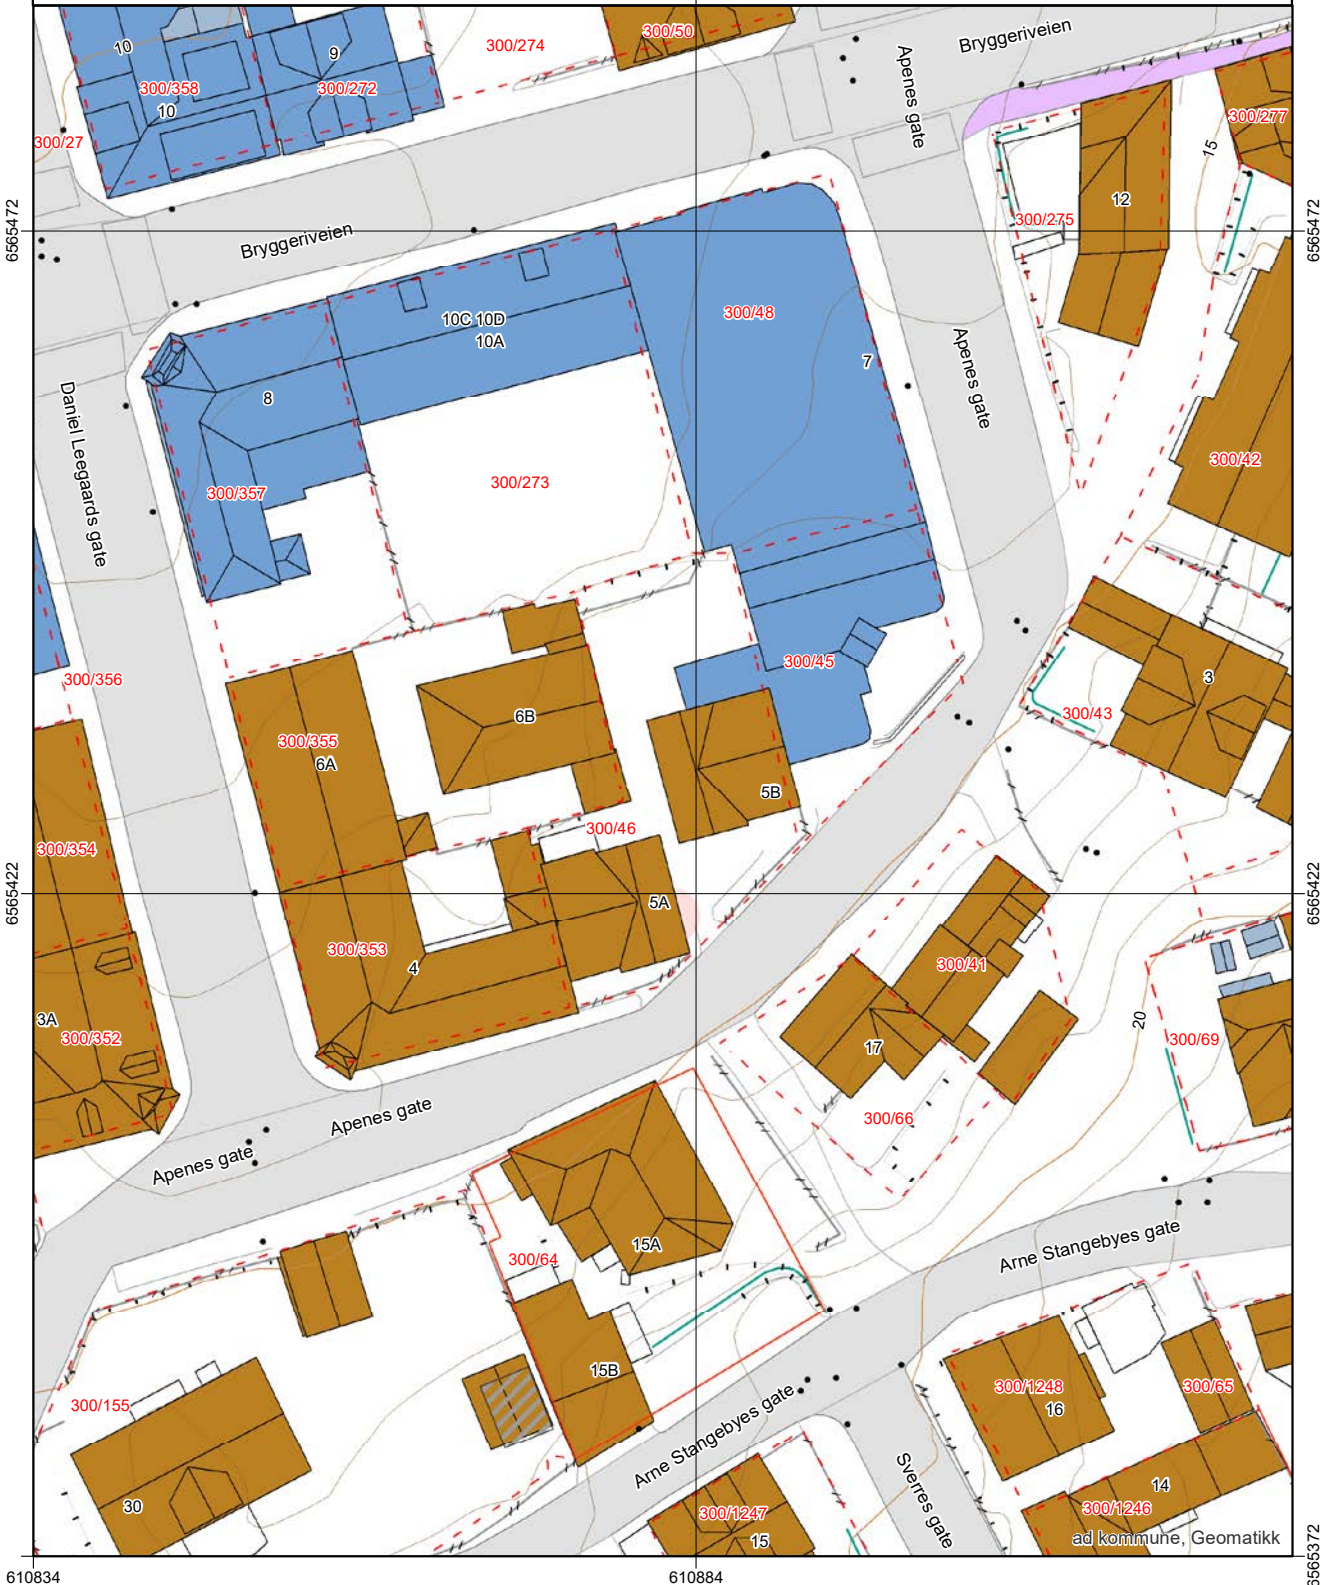 10
9
300/274
300/50
Bryggeriveien
Apenes gate
300/358
10
300/272
300/27
300/277
15
12
300/275
6565472
6565472
Bryggeriveien
300/48
10C 10D
10A
7
Apenes gate
8
Daniel Leegaards gate
300/357
300/273
300/42
300/356
300/45
3
300/43
6B
300/355
6A
5B
300/354
300/46
6565422
6565422
5A
300/353
4
300/41
3A
300/352
17
20
300/69
300/66
Apenes gate
Apenes gate
15A
300/64
Arne Stangebyes gate
300/155
15B
Arne Stangebyes gate
300/1248
16
300/65
30
Sverres gate
14
300/1246
300/1247
15
ad kommune, Geomatikk
6565372
610834
610884